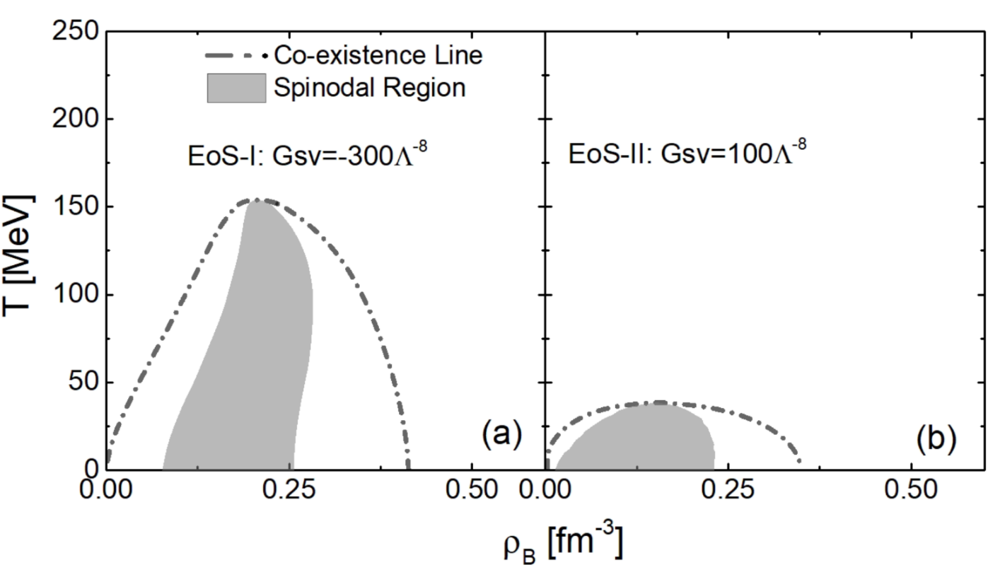 250
200
150
100
50
0
T [MeV]
Co-existence Line
Spinodal Region
EoS-I: Gsv=-300Λ⁻⁸
EoS-II: Gsv=100Λ⁻⁸
(a)
(b)
0.00 0.25 0.50 0.00 0.25 0.50
ρB [fm⁻³]